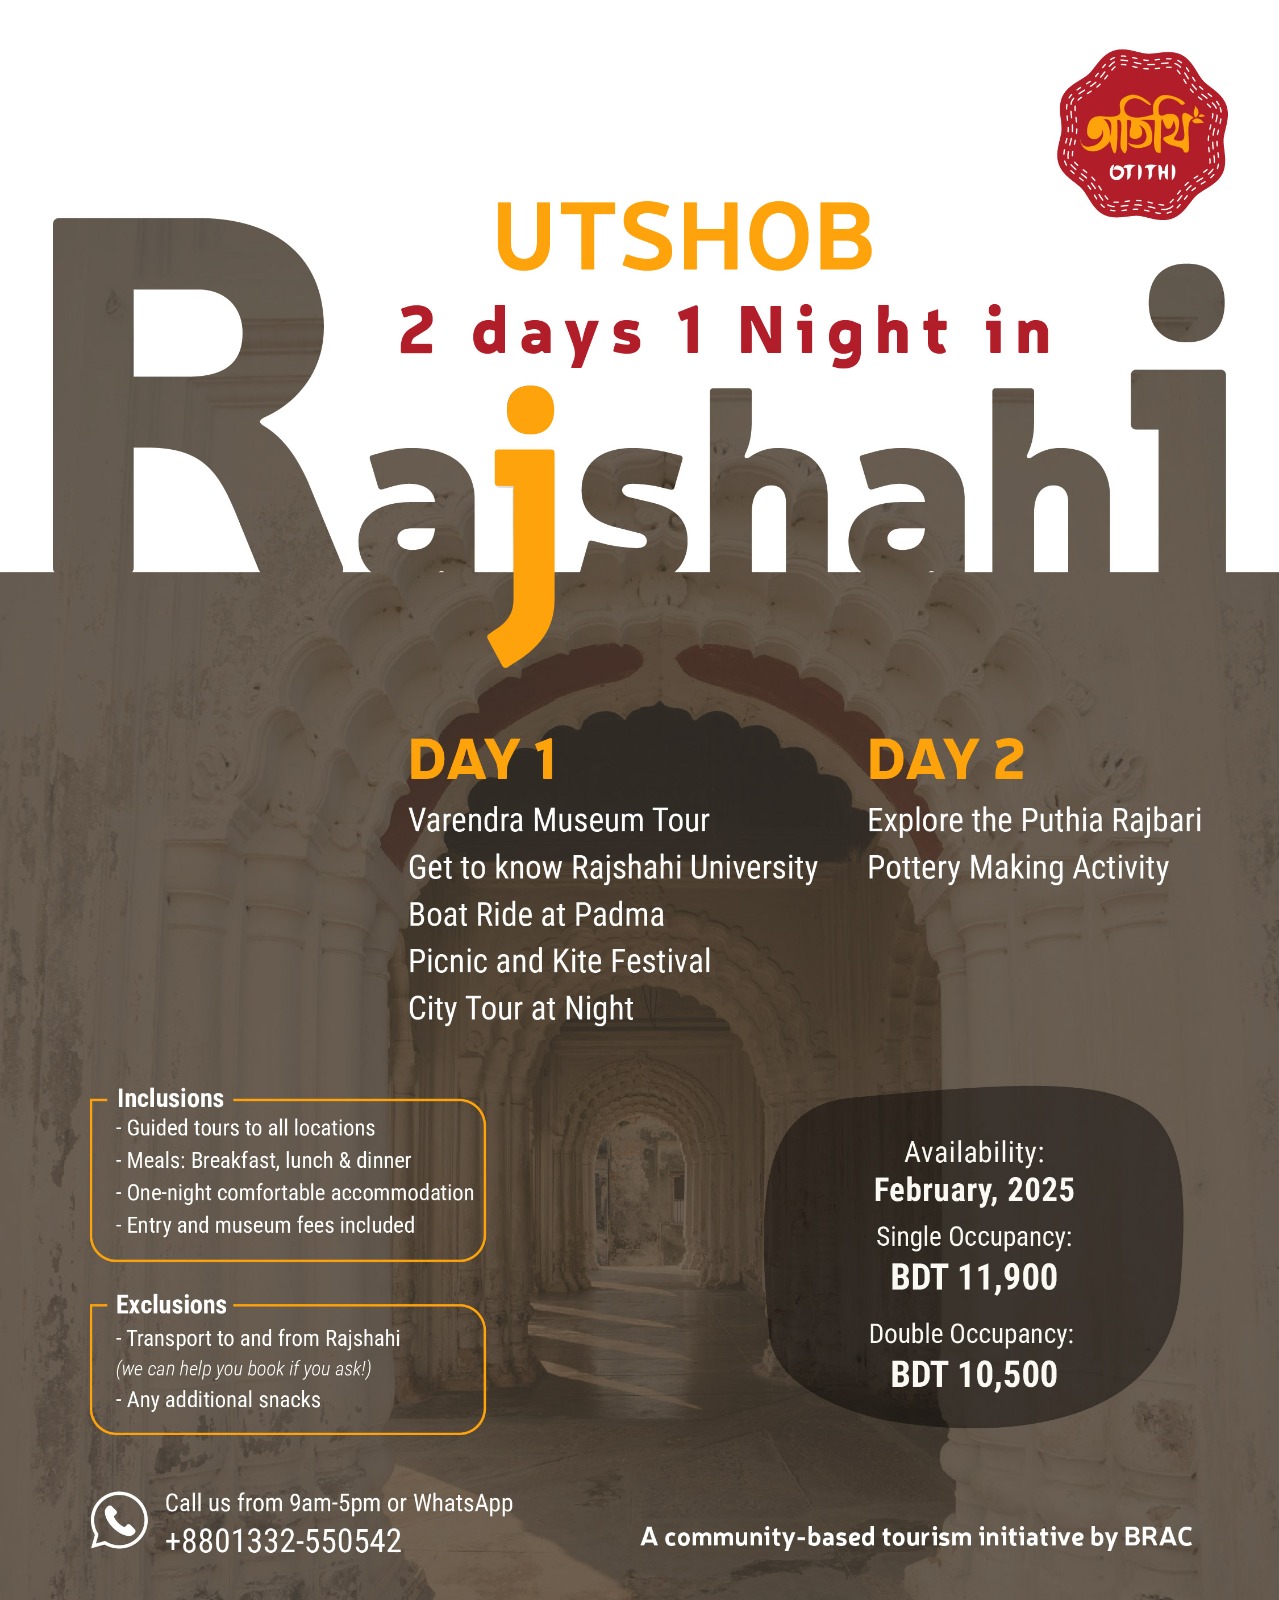 অতিথি
OTITHI
UTSHOB
2 days 1 Night in
Rajshahi
DAY 1
Varendra Museum Tour
Get to know Rajshahi University
Boat Ride at Padma
Picnic and Kite Festival
City Tour at Night
DAY 2
Explore the Puthia Rajbari
Pottery Making Activity
Inclusions
- Guided tours to all locations
- Meals: Breakfast, lunch & dinner
- One-night comfortable accommodation
- Entry and museum fees included
Exclusions
- Transport to and from Rajshahi
(we can help you book if you ask!)
- Any additional snacks
Availability:
February, 2025
Single Occupancy:
BDT 11,900
Double Occupancy:
BDT 10,500
Call us from 9am-5pm or WhatsApp
+8801332-550542
A community-based tourism initiative by BRAC